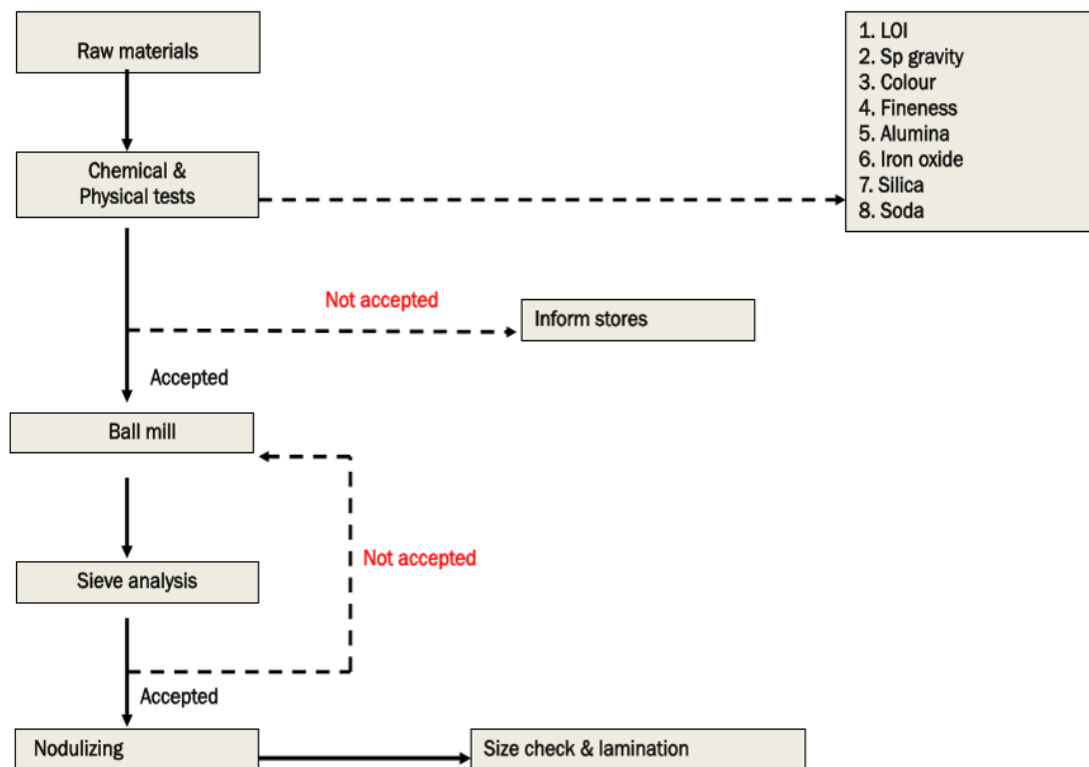 Raw materials
1. LOI
2. Sp gravity
3. Colour
4. Fineness
5. Alumina
6. Iron oxide
7. Silica
8. Soda
Chemical &
Physical tests
Not accepted
Inform stores
Accepted
Ball mill
Not accepted
Sieve analysis
Accepted
Nodulizing
Size check & lamination